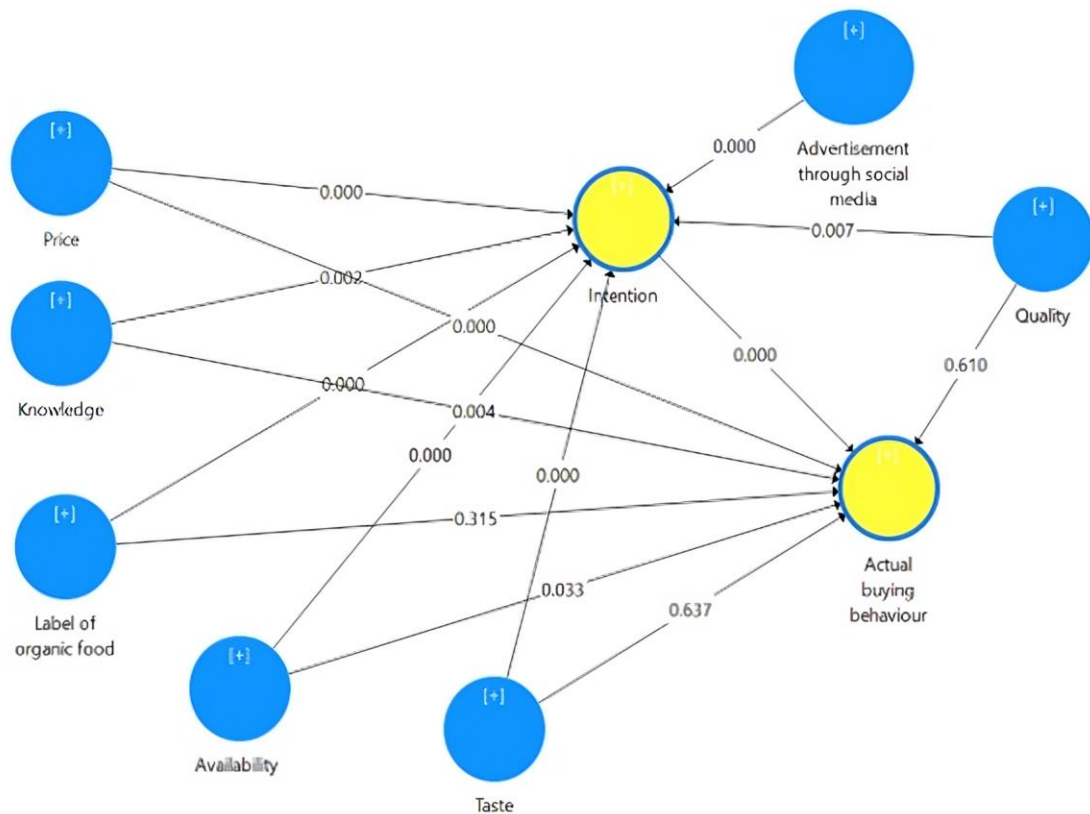 [+]
Advertisement
through social
media
0.000
[+]
Price
0.000
[+]
Intention
0.007
[+]
Quality
[+]
Knowledge
0.002
0.000
0.000
0.610
0.000
0.004
0.000
0.000
[+]
Label of
organic food
0.315
[+]
Actual
buying
behaviour
0.033
0.637
[+]
Availability
[+]
Taste